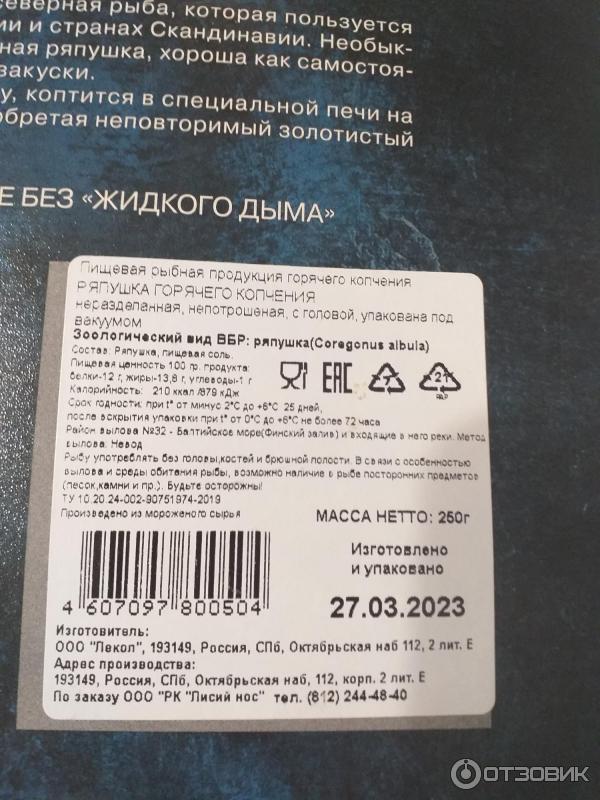 северная рыба, которая пользуется
ии и странах Скандинавии. Необык-
ная ряпушка, хороша как самостоя-
закуски.
у, коптится в специальной печи на
обретая неповторимый золотистый
Е БЕЗ «ЖИДКОГО ДЫМА»
Пищевая рыбная продукция горячего копчения
РЯПУШКА ГОРЯЧЕГО КОПЧЕНИЯ
неразделанная, непотрошеная, с головой, упакована под
вакуумом
Зоологический вид ВБР: ряпушка(Coregonus albula)
Состав: Ряпушка, пищевая соль.
Пищевая ценность 100 гр. продукта:
белки-12 г, жиры-13,8 г, углеводы-1 г
Калорийность: 210 ккал /879 кДж
Срок годности: при t° от минус 2°С до +6°С 25 дней,
после вскрытия упаковки при t° от 0°С до +6°С не более 72 часа
Район вылова №32 - Балтийское море(Финский залив) и входящие в него реки. Метод
вылова: Невод
Рыбу употреблять без головы,костей и брюшной полости. В связи с особенностью
вылова и среды обитания рыбы, возможно наличие в рыбе посторонних предметов
(песок,камни и пр.). Будьте осторожны!
ТУ 10.20.24-002-90751974-2019
Произведено из мороженого сырья
EAC
7
21
PAP
МАССА НЕТТО: 250г
Изготовлено
и упаковано
27.03.2023
4 607097 800504
Изготовитель:
ООО "Лекол", 193149, Россия, СПб, Октябрьская наб 112, 2 лит. Е
Адрес производства:
193149, Россия, СПб, Октябрьская наб, 112, корп. 2 лит. Е
По заказу ООО "РК "Лисий нос" тел. (812) 244-48-40
ОТЗОВИК